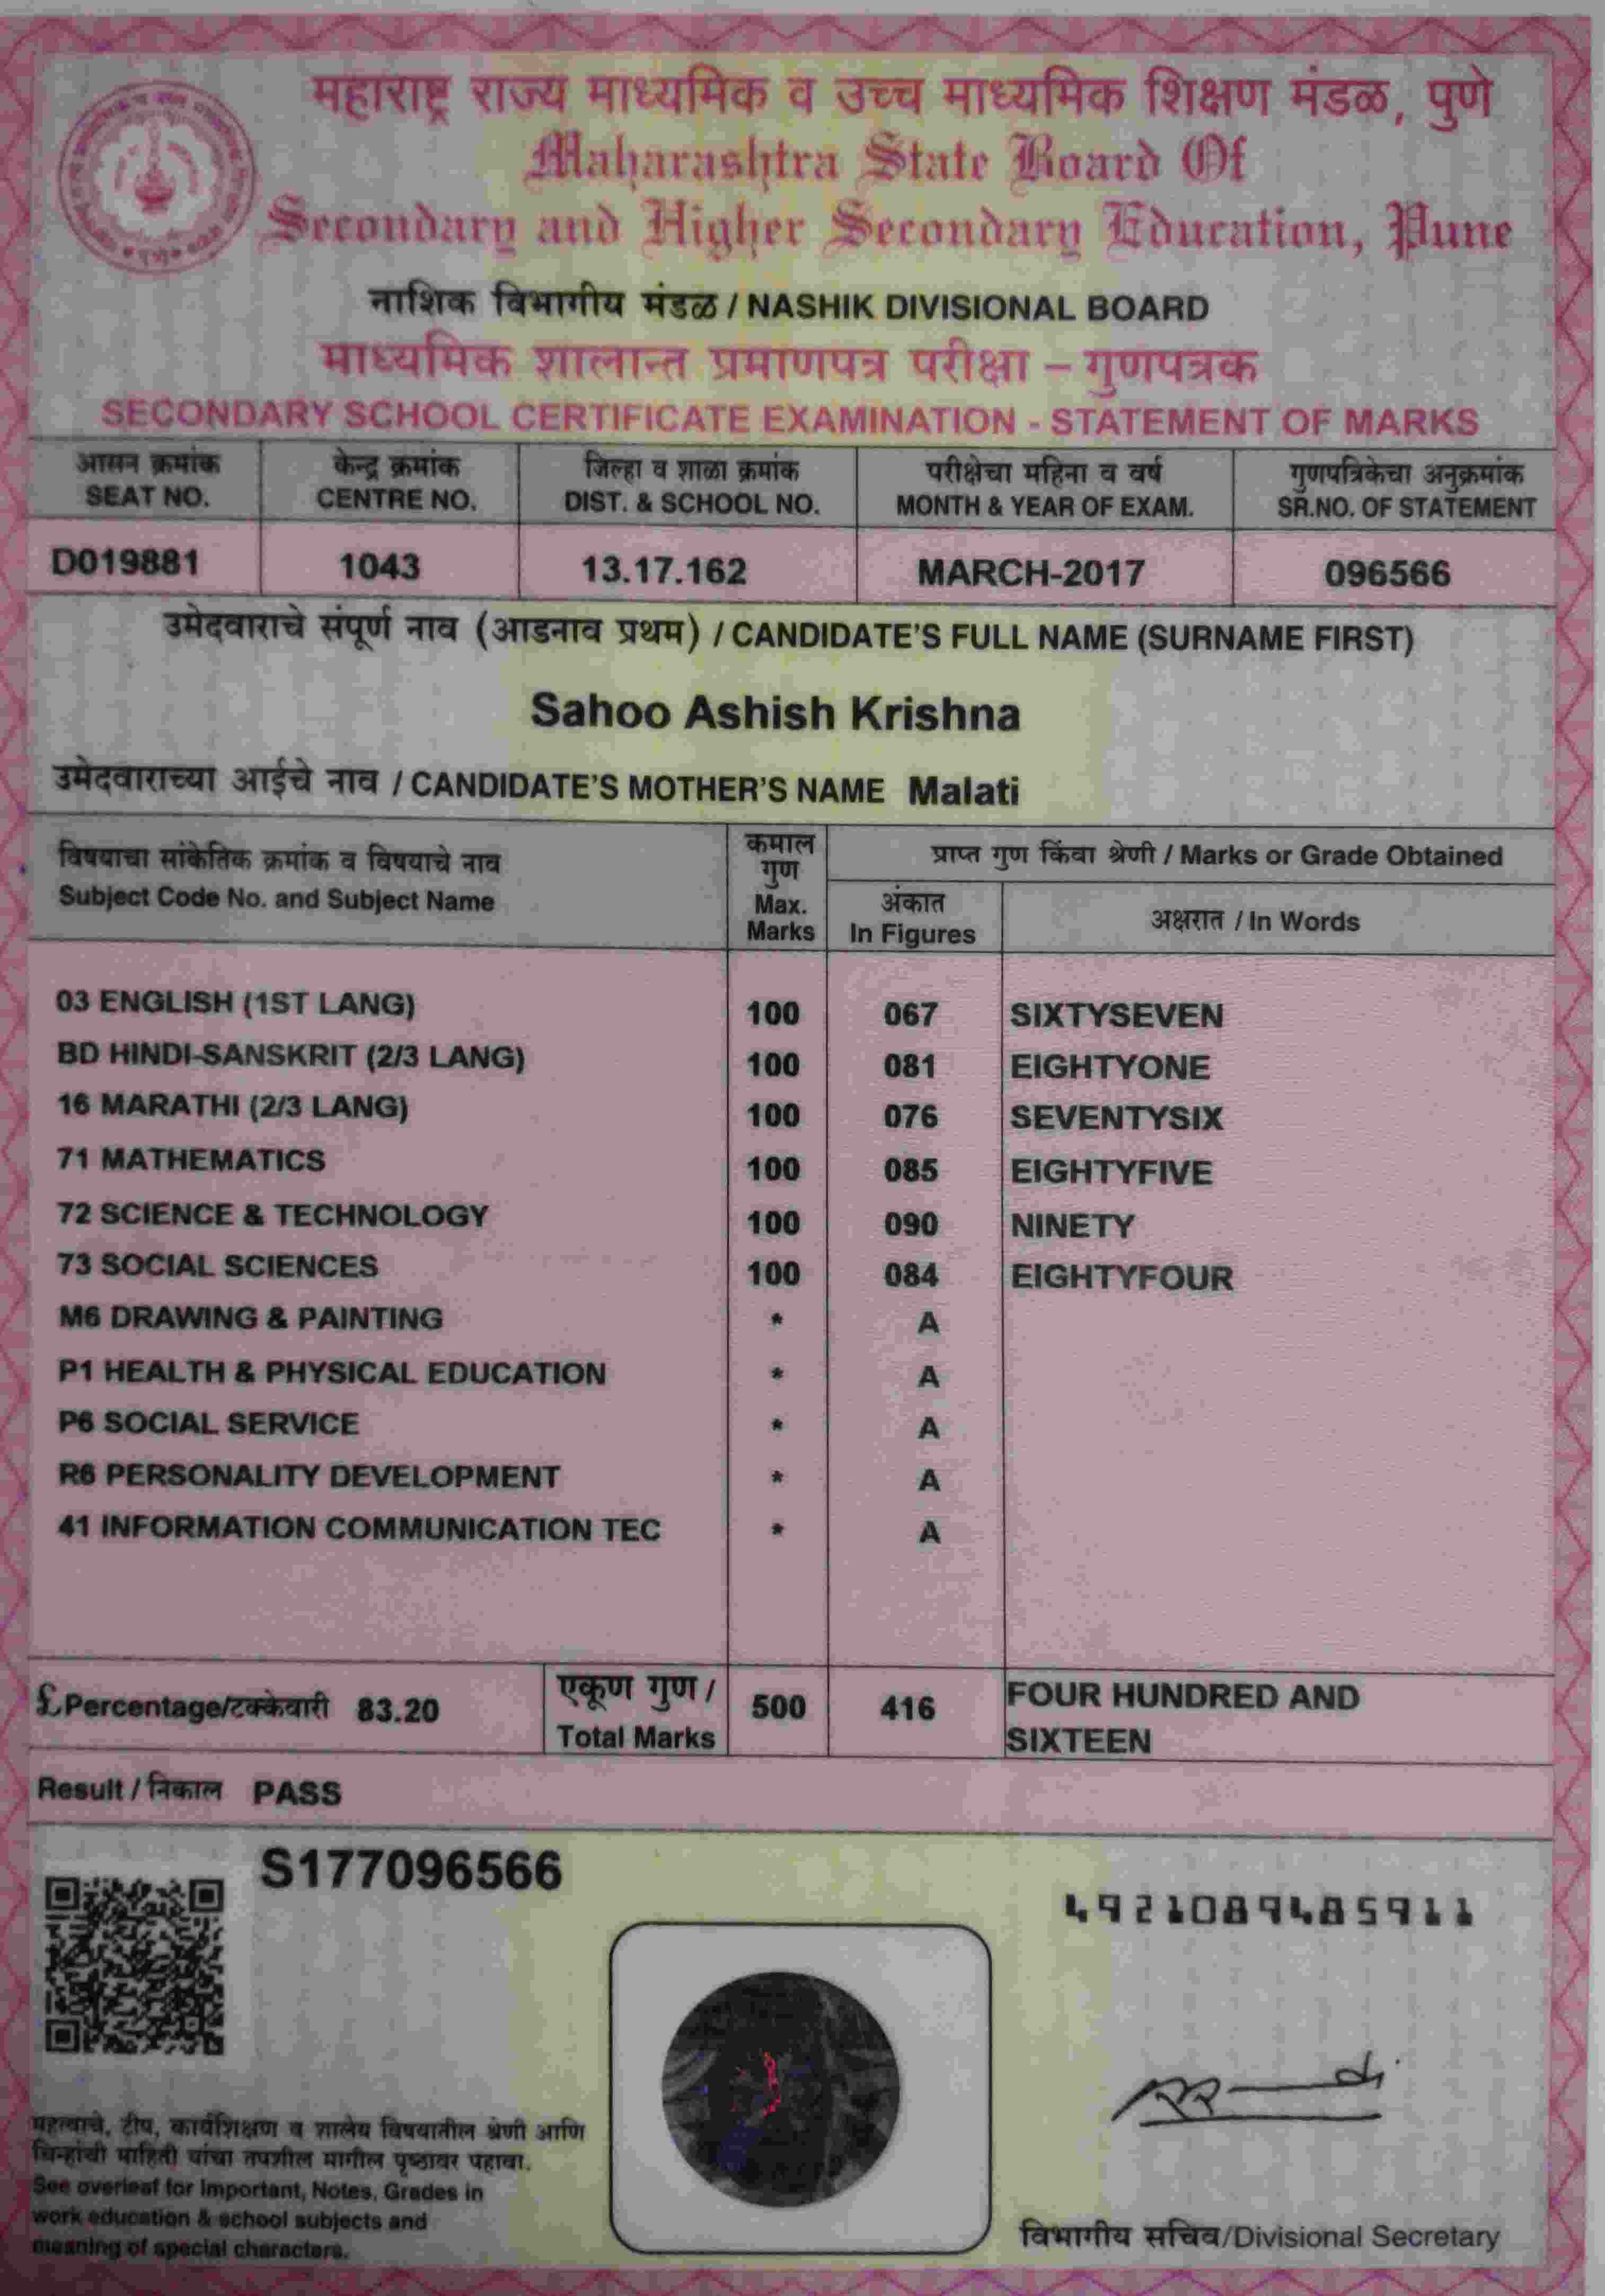 महाराष्ट्र राज्य माध्यमिक व उच्च माध्यमिक शिक्षण मंडळ, पुणे
Maharashtra State Board Of
Secondary and Higher Secondary Education, Pune
नाशिक विभागीय मंडळ / NASHIK DIVISIONAL BOARD
माध्यमिक शालान्त प्रमाणपत्र परीक्षा – गुणपत्रक
SECONDARY SCHOOL CERTIFICATE EXAMINATION - STATEMENT OF MARKS
आसन क्रमांक केन्द्र क्रमांक जिल्हा व शाळा क्रमांक परीक्षेचा महिना व वर्ष गुणपत्रिकेचा अनुक्रमांक
SEAT NO. CENTRE NO. DIST. & SCHOOL NO. MONTH & YEAR OF EXAM. SR.NO. OF STATEMENT
D019881 1043 13.17.162 MARCH-2017 096566
उमेदवाराचे संपूर्ण नाव (आडनाव प्रथम) / CANDIDATE'S FULL NAME (SURNAME FIRST)
Sahoo Ashish Krishna
उमेदवाराच्या आईचे नाव / CANDIDATE'S MOTHER'S NAME Malati
विषयाचा सांकेतिक क्रमांक व विषयाचे नाव
Subject Code No. and Subject Name
कमाल
गुण
Max.
Marks
प्राप्त गुण किंवा श्रेणी / Marks or Grade Obtained
अंकात
In Figures
अक्षरात / In Words
03 ENGLISH (1ST LANG) 100 067 SIXTYSEVEN
BD HINDI-SANSKRIT (2/3 LANG) 100 081 EIGHTYONE
16 MARATHI (2/3 LANG) 100 076 SEVENTYSIX
71 MATHEMATICS 100 085 EIGHTYFIVE
72 SCIENCE & TECHNOLOGY 100 090 NINETY
73 SOCIAL SCIENCES 100 084 EIGHTYFOUR
M6 DRAWING & PAINTING * A
P1 HEALTH & PHYSICAL EDUCATION * A
P6 SOCIAL SERVICE * A
R6 PERSONALITY DEVELOPMENT * A
41 INFORMATION COMMUNICATION TEC * A
£ Percentage/टक्केवारी 83.20
एकूण गुण /
Total Marks
500 416 FOUR HUNDRED AND
SIXTEEN
Result / निकाल PASS
S177096566
4921089485911
महत्वाचे, टीप, कार्यशिक्षण व शालेय विषयातील श्रेणी आणि
चिन्हांची माहिती यांचा तपशील मागील पृष्ठावर पहावा.
See overleaf for Important, Notes, Grades in
work education & school subjects and
meaning of special characters.
विभागीय सचिव/Divisional Secretary